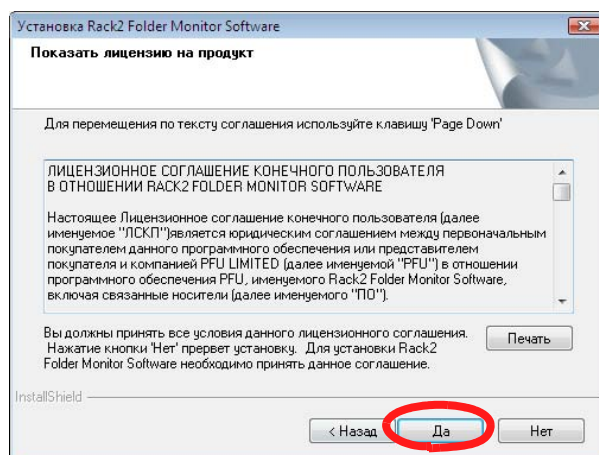 Установка Rack2 Folder Monitor Software
Показать лицензию на продукт
Для перемещения по тексту соглашения используйте клавишу 'Page Down'
ЛИЦЕНЗИОННОЕ СОГЛАШЕНИЕ КОНЕЧНОГО ПОЛЬЗОВАТЕЛЯ
В ОТНОШЕНИИ RACK2 FOLDER MONITOR SOFTWARE
Настоящее Лицензионное соглашение конечного пользователя (далее
именуемое "ЛСКП")является юридическим соглашением между первоначальным
покупателем данного программного обеспечения или представителем
покупателя и компанией PFU LIMITED (далее именуемой "PFU") в отношении
программного обеспечения PFU, именуемого Rack2 Folder Monitor Software,
включая связанные носители (далее именуемого "ПО").
Вы должны принять все условия данного лицензионного соглашения.
Нажатие кнопки 'Нет' прервет установку. Для установки Rack2
Folder Monitor Software необходимо принять данное соглашение.
Печать
InstallShield
< Назад
Да
Нет